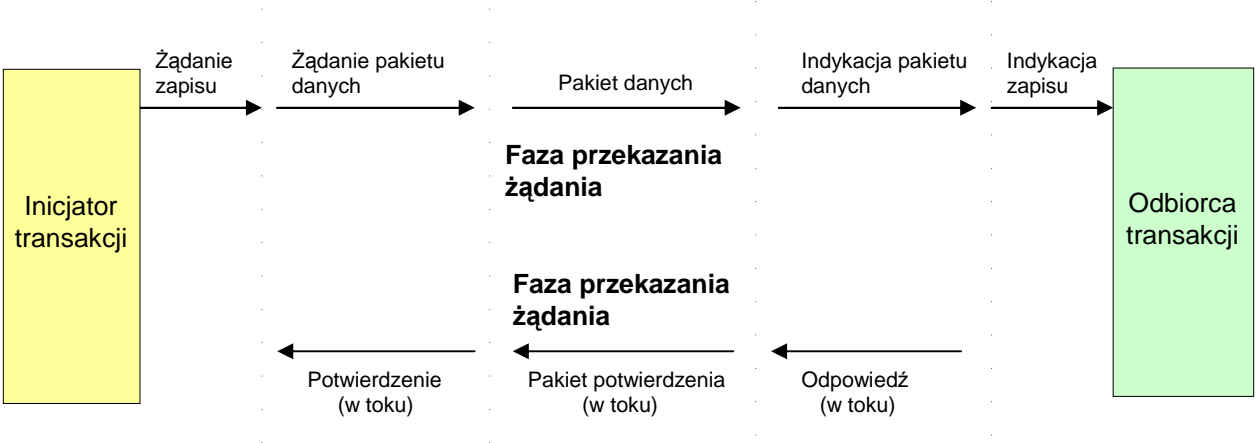 Żądanie
zapisu
Żądanie pakietu
danych
Pakiet danych
Indykacja pakietu
danych
Indykacja
zapisu
Faza przekazania
żądania
Inicjator
transakcji
Odbiorca
transakcji
Faza przekazania
żądania
Potwierdzenie
(w toku)
Pakiet potwierdzenia
(w toku)
Odpowiedź
(w toku)